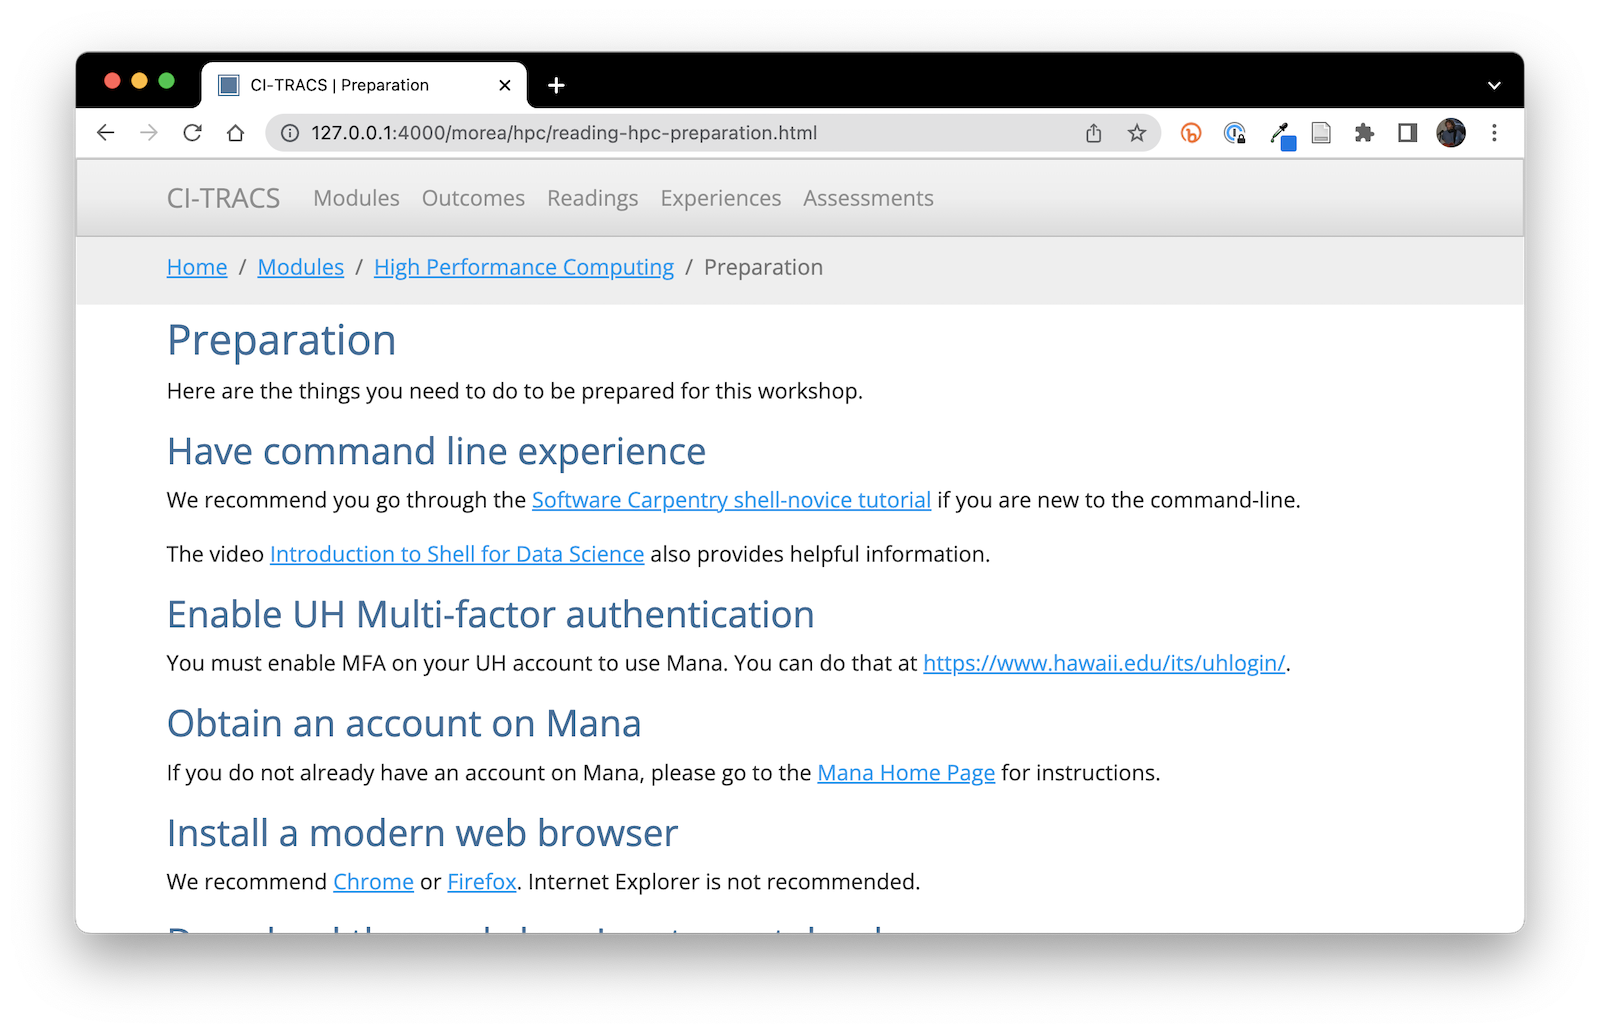 CI-TRACS | Preparation
127.0.0.1:4000/morea/hpc/reading-hpc-preparation.html
CI-TRACS Modules Outcomes Readings Experiences Assessments
Home / Modules / High Performance Computing / Preparation
Preparation
Here are the things you need to do to be prepared for this workshop.
Have command line experience
We recommend you go through the Software Carpentry shell-novice tutorial if you are new to the command-line.
The video Introduction to Shell for Data Science also provides helpful information.
Enable UH Multi-factor authentication
You must enable MFA on your UH account to use Mana. You can do that at https://www.hawaii.edu/its/uhlogin/.
Obtain an account on Mana
If you do not already have an account on Mana, please go to the Mana Home Page for instructions.
Install a modern web browser
We recommend Chrome or Firefox. Internet Explorer is not recommended.